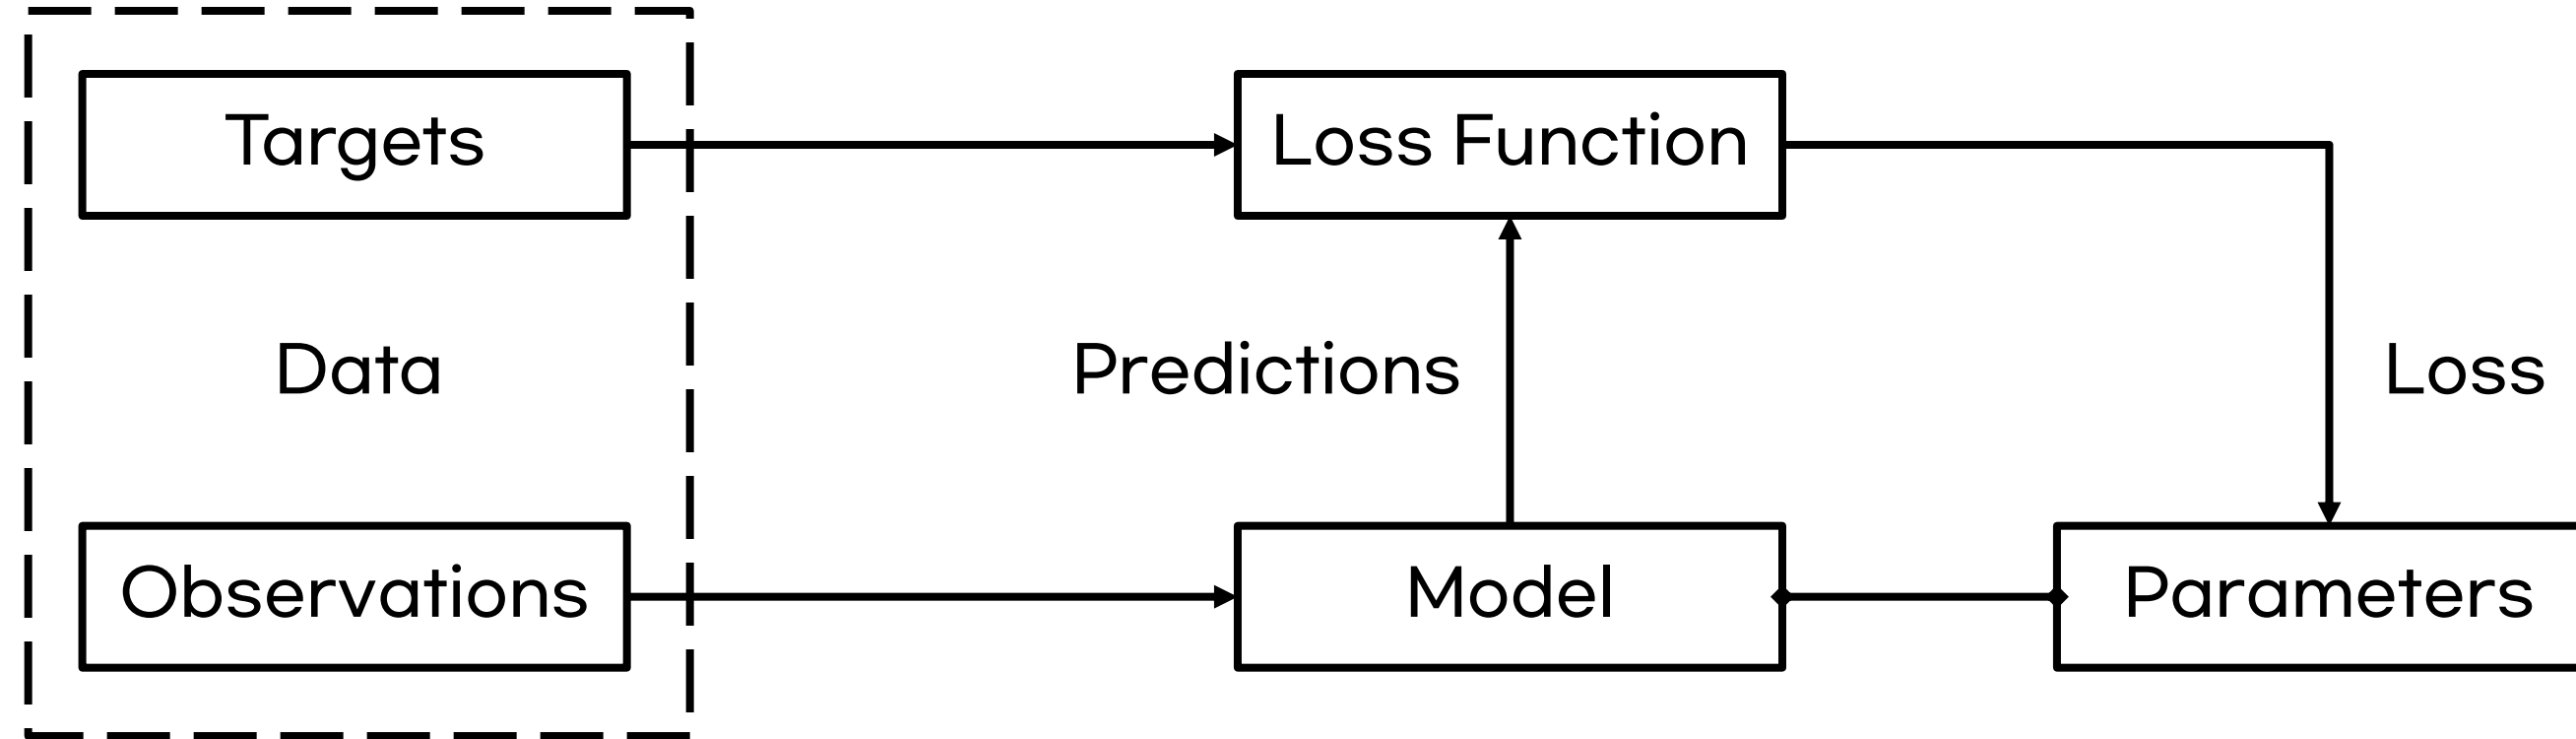 Targets
Loss Function
Data
Predictions
Loss
Observations
Model
Parameters